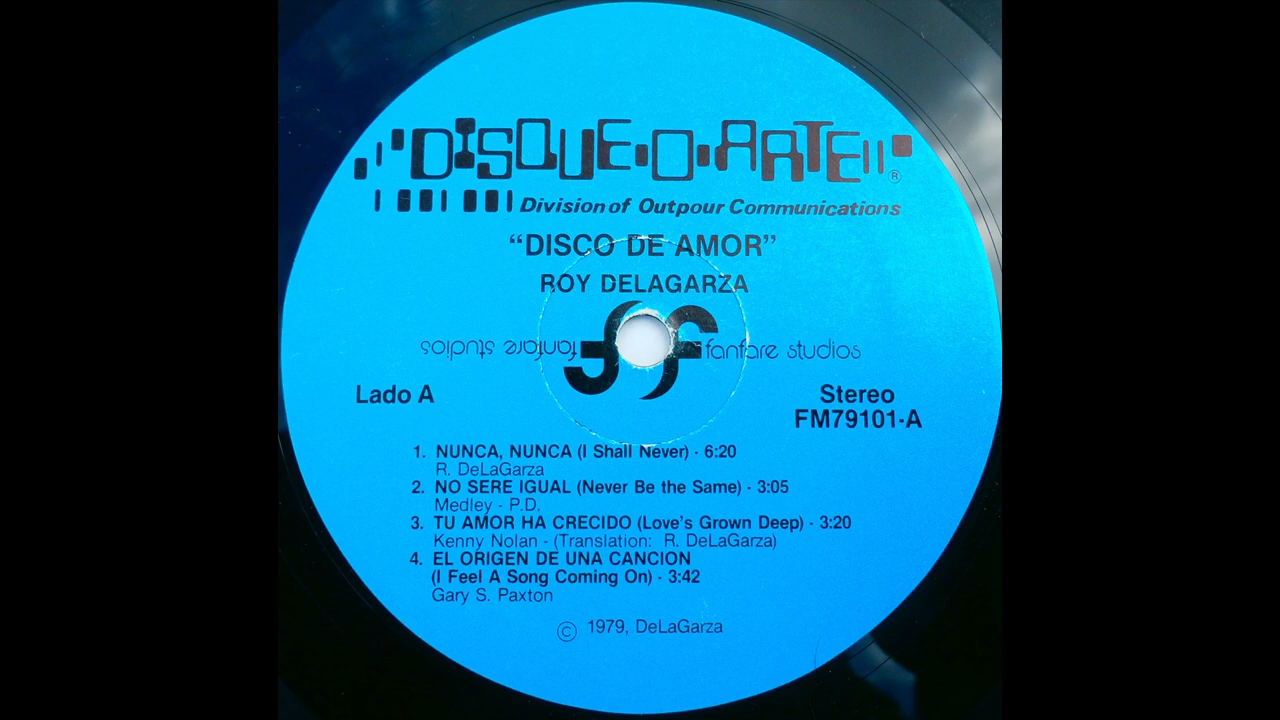 DISQUE·O·ARTE ®
Division of Outpour Communications
“DISCO DE AMOR”
ROY DELAGARZA
ff
fanfare studios fanfare studios
Lado A
Stereo
FM79101-A
1. NUNCA, NUNCA (I Shall Never) · 6:20
R. DeLaGarza
2. NO SERE IGUAL (Never Be the Same) · 3:05
Medley - P.D.
3. TU AMOR HA CRECIDO (Love's Grown Deep) · 3:20
Kenny Nolan - (Translation: R. DeLaGarza)
4. EL ORIGEN DE UNA CANCION
(I Feel A Song Coming On) · 3:42
Gary S. Paxton
© 1979, DeLaGarza